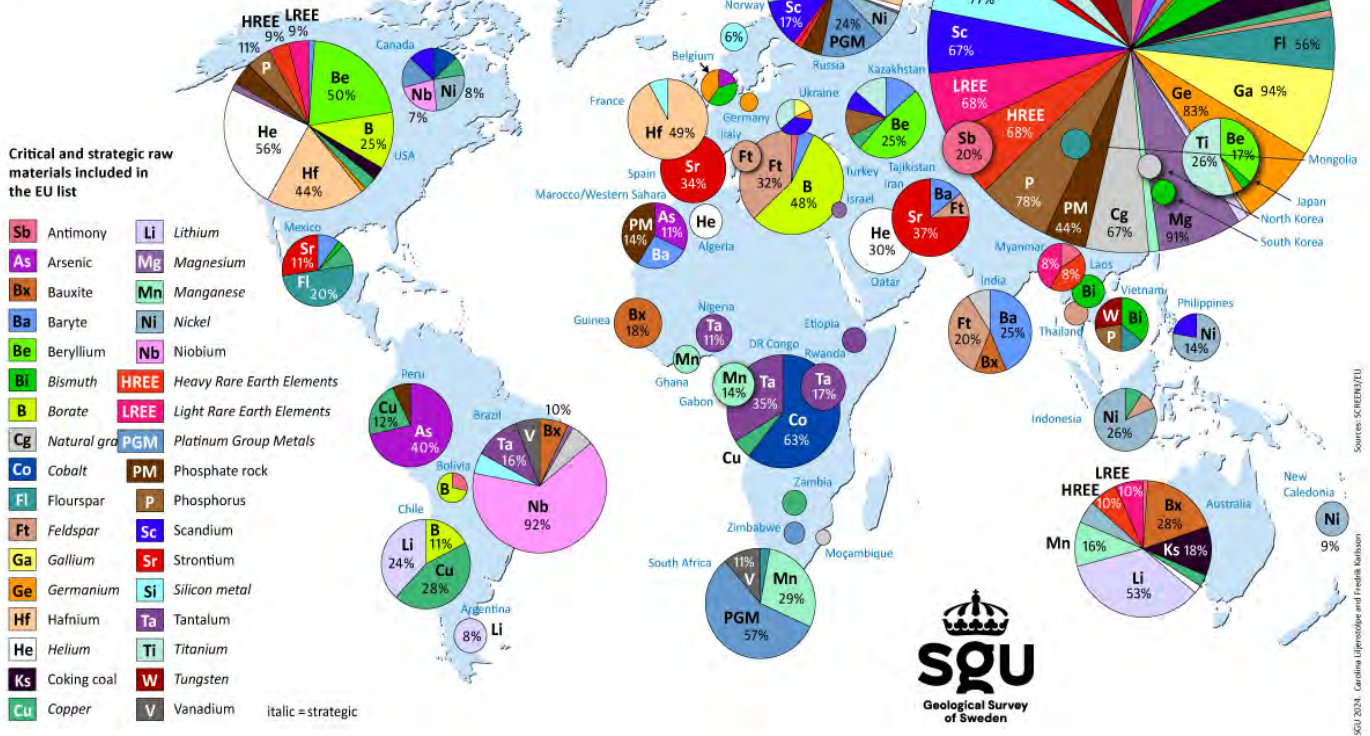 Norway
Sc
17%
24%
PGM
Ni
Russia
77%
Sc
67%
Fl 56%
LREE
68%
HREE
68%
Ga 94%
Ge
83%
Sb
20%
Ti
26%
Be
17%
P
78%
PM
44%
Cg
67%
Mg
91%
Mongolia
Japan
North Korea
South Korea
HREE
11%
LREE
9%
9%
P
Be
50%
B
25%
He
56%
Hf
44%
USA
Canada
Nb
Ni
8%
7%
Mexico
Sr
11%
Fl
20%
Belgium
France
Hf 49%
Germany
Italy
Ft
Ukraine
Ft
32%
B
48%
Turkey
Kazakhstan
Be
25%
Tajikistan
6%
Spain
Sr
34%
Marocco/Western Sahara
PM
14%
As
11%
Ba
He
Algeria
Israel
Iran
Sr
37%
Ba
Ft
He
30%
Qatar
Myanmar
8%
8%
Laos
Bi
Thailand
Vietnam
W
Bi
P
Philippines
Ni
14%
India
Ft
20%
Ba
25%
Bx
Guinea
Bx
18%
Nigeria
Ta
11%
Etiopia
Ghana
Mn
DR Congo
Rwanda
Ta
17%
Mn
14%
Gabon
Ta
35%
Co
63%
Cu
Zambia
Zimbabwe
Moçambique
South Africa
11%
V
Mn
29%
PGM
57%
Indonesia
Ni
26%
Peru
Cu
12%
As
40%
Bolivia
B
Brazil
10%
Ta
16%
V
Bx
Nb
92%
Chile
Li
24%
B
11%
Cu
28%
Argentina
8%
Li
LREE
HREE
10%
10%
Bx
28%
Australia
Mn
16%
Ks 18%
Li
53%
New
Caledonia
Ni
9%
Critical and strategic raw
materials included in
the EU list
Sb Antimony
As Arsenic
Bx Bauxite
Ba Baryte
Be Beryllium
Bi Bismuth
B Borate
Cg Natural gra
Co Cobalt
Fl Flourspar
Ft Feldspar
Ga Gallium
Ge Germanium
Hf Hafnium
He Helium
Ks Coking coal
Cu Copper
Li Lithium
Mg Magnesium
Mn Manganese
Ni Nickel
Nb Niobium
HREE Heavy Rare Earth Elements
LREE Light Rare Earth Elements
PGM Platinum Group Metals
PM Phosphate rock
P Phosphorus
Sc Scandium
Sr Strontium
Si Silicon metal
Ta Tantalum
Ti Titanium
W Tungsten
V Vanadium
italic = strategic
sgu
Geological Survey
of Sweden
Sources: SCREEN3/EU
SGU 2024. Carolina Liljenstolpe and Fredrik Karlsson